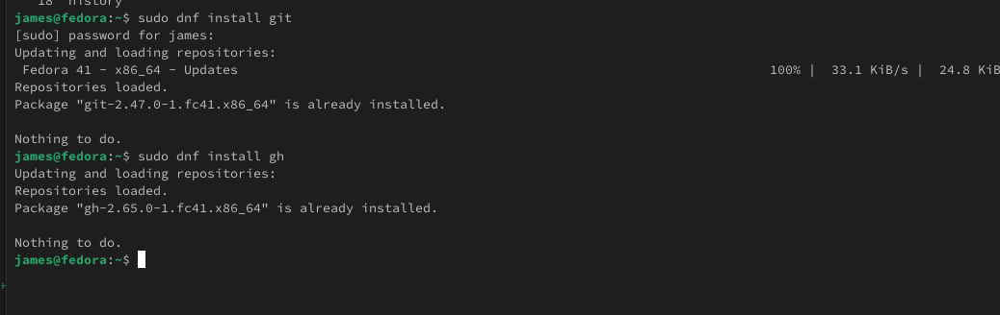 18 history
james@fedora:~$ sudo dnf install git
[sudo] password for james:
Updating and loading repositories:
 Fedora 41 - x86_64 - Updates 100% | 33.1 KiB/s | 24.8 KiB
Repositories loaded.
Package "git-2.47.0-1.fc41.x86_64" is already installed.

Nothing to do.
james@fedora:~$ sudo dnf install gh
Updating and loading repositories:
Repositories loaded.
Package "gh-2.65.0-1.fc41.x86_64" is already installed.

Nothing to do.
james@fedora:~$